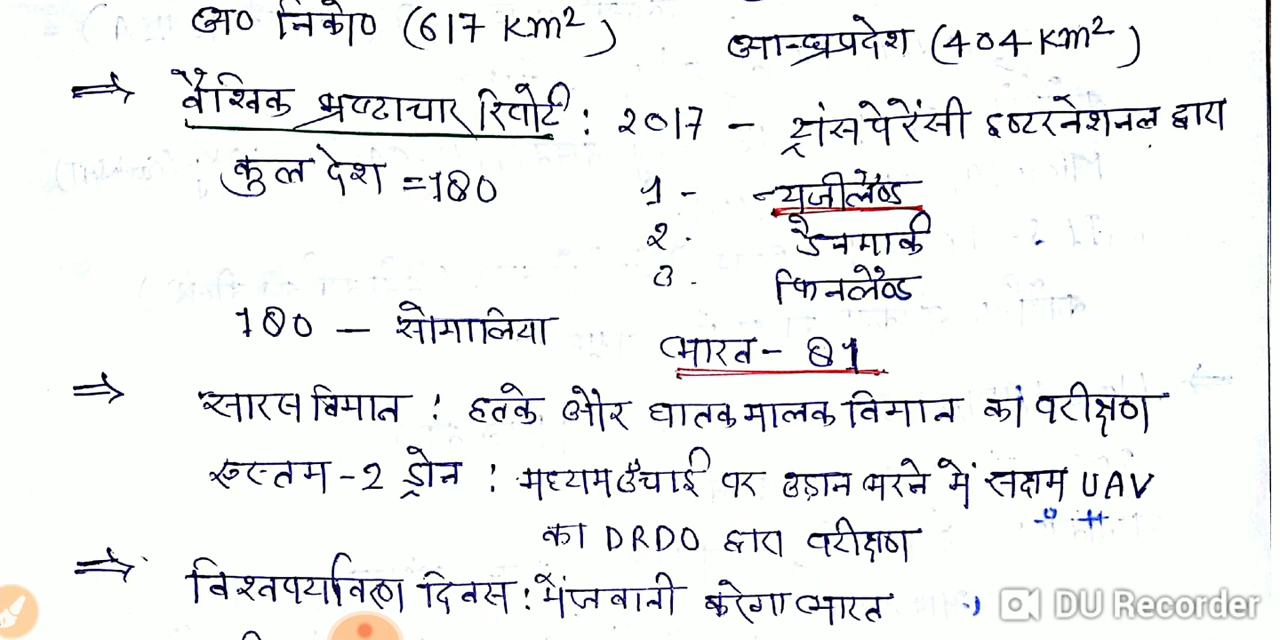 अ० निको० (617 Km²) आन्ध्रप्रदेश (404 Km²)
⇒ वैश्विक भ्रष्टाचार रिपोर्ट : 2017 - ट्रांसपेरेंसी इण्टरनेशनल द्वारा
कुल देश = 180 1 - न्यूजीलैण्ड
2. डेनमार्क
3. फिनलैण्ड
180 — सोमालिया
भारत - 81
⇒ सारस विमान : हल्के और घातक मालक विमान का परीक्षण
रुस्तम - 2 ड्रोन : मध्यम ऊँचाई पर उड़ान भरने में सक्षम UAV
का DRDO द्वारा परीक्षण
⇒ विश्व पर्यावरण दिवस : मेंजबानी करेगा भारत
DU Recorder